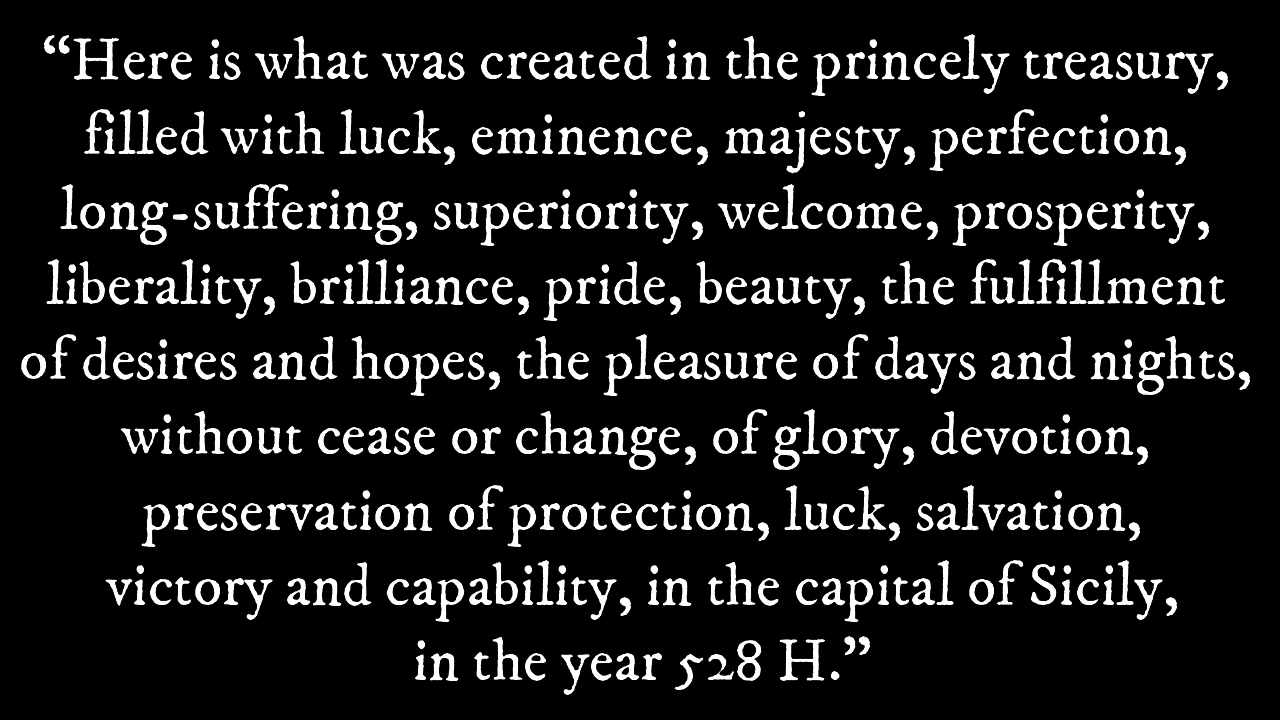 “Here is what was created in the princely treasury,
filled with luck, eminence, majesty, perfection,
long-suffering, superiority, welcome, prosperity,
liberality, brilliance, pride, beauty, the fulfillment
of desires and hopes, the pleasure of days and nights,
without cease or change, of glory, devotion,
preservation of protection, luck, salvation,
victory and capability, in the capital of Sicily,
in the year 528 H.”